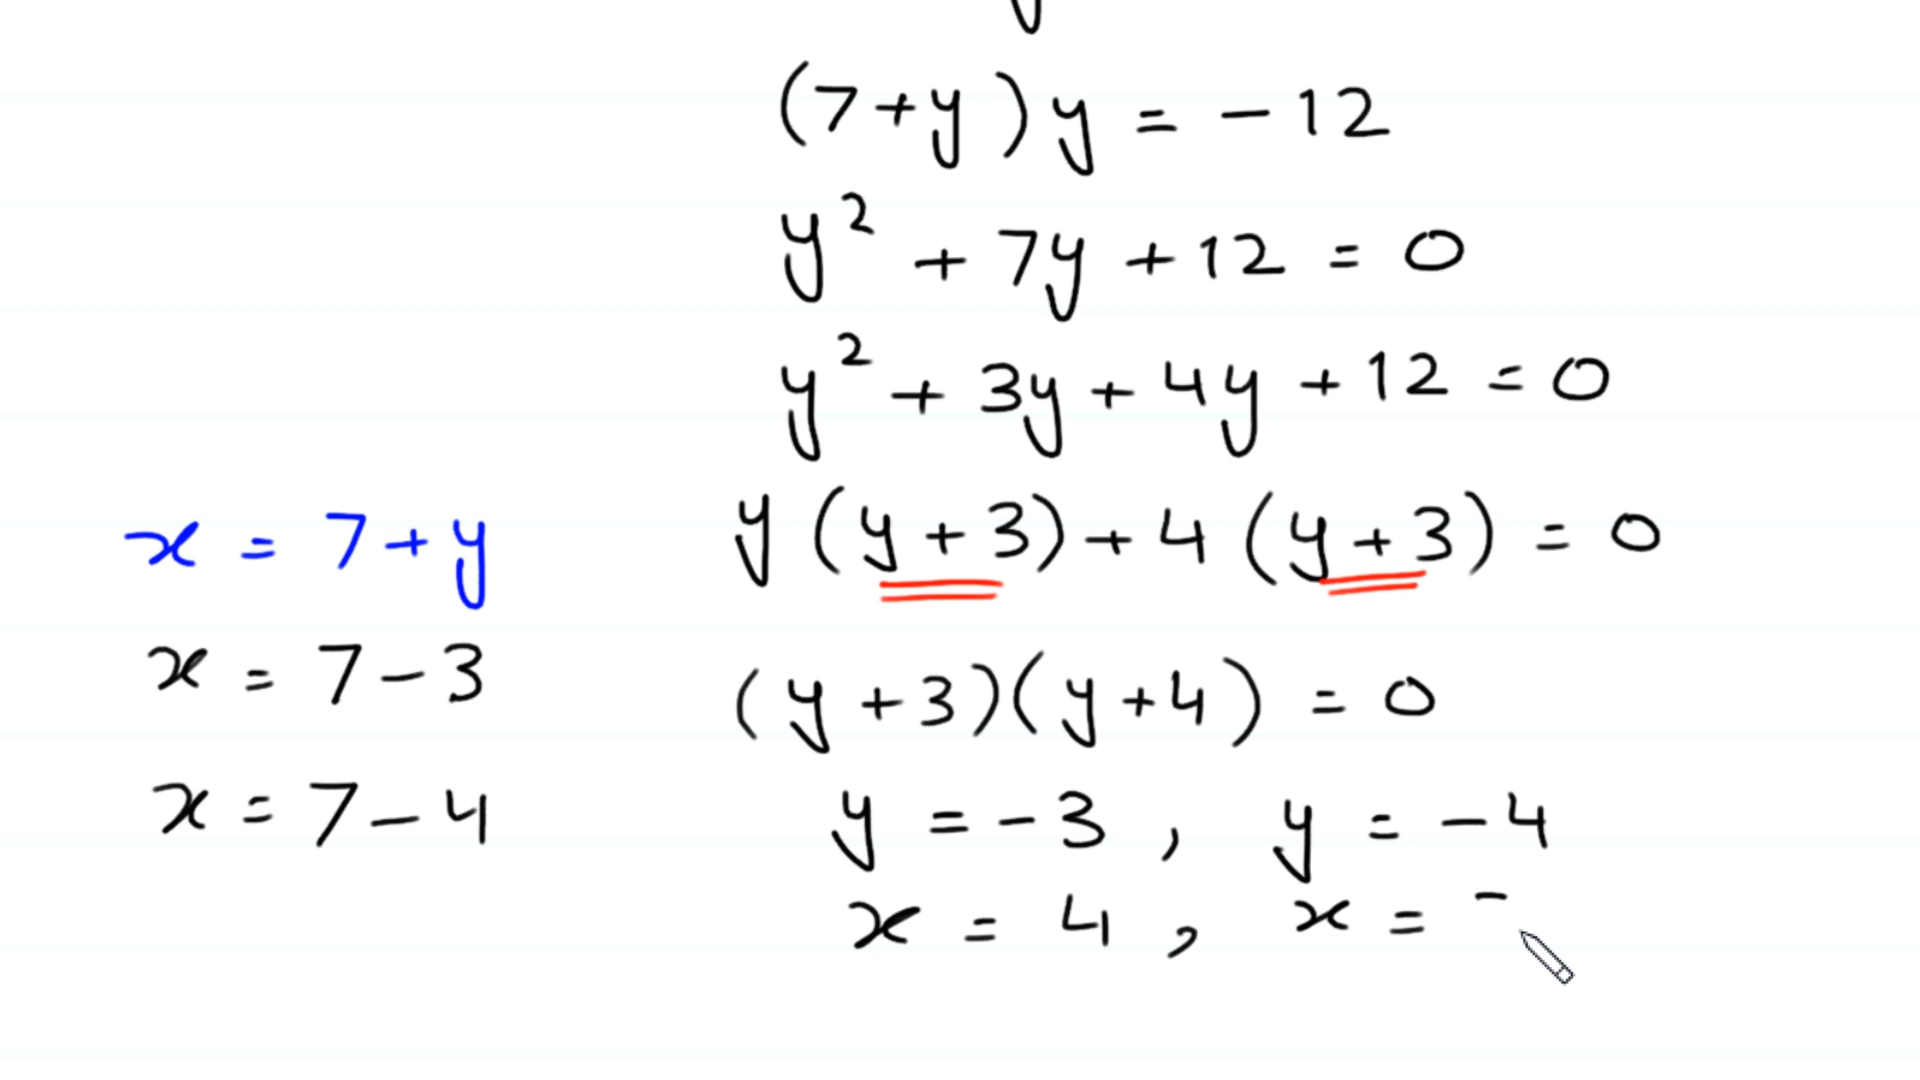 (7+y)y = -12
y² + 7y + 12 = 0
y² + 3y + 4y + 12 = 0
x = 7+y
y(y+3) + 4(y+3) = 0
x = 7-3
(y+3)(y+4) = 0
x = 7-4
y = -3, y = -4
x = 4, x =